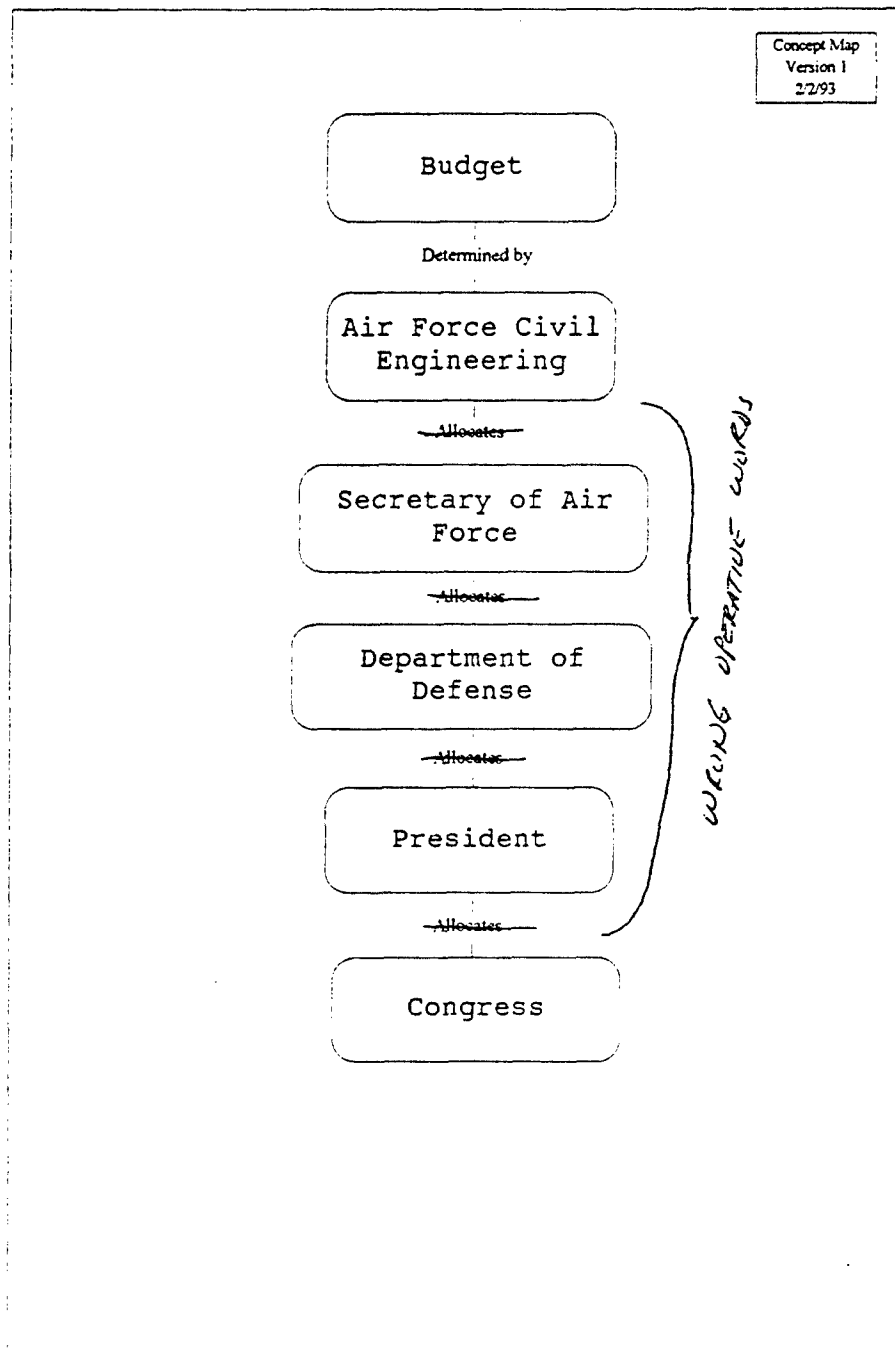 Concept Map
Version 1
2/2/93
Budget
Determined by
Air Force Civil
Engineering
Allocates
Secretary of Air
Force
Allocates
Department of
Defense
Allocates
President
Allocates
Congress
WRONG OPERATIVE WORDS